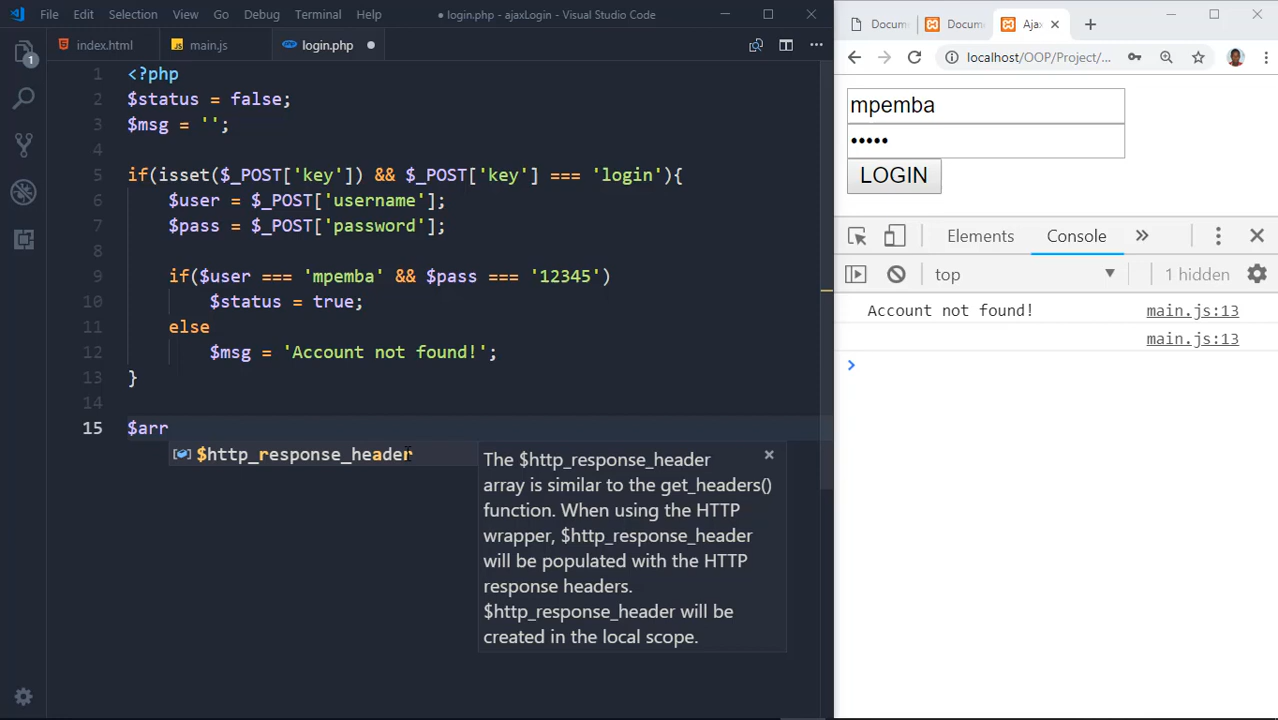 File Edit Selection View Go Debug Terminal Help ● login.php - ajaxLogin - Visual Studio Code
index.html main.js login.php ●
1 <?php
2 $status = false;
3 $msg = '';
4
5 if(isset($_POST['key']) && $_POST['key'] === 'login'){
6 $user = $_POST['username'];
7 $pass = $_POST['password'];
8
9 if($user === 'mpemba' && $pass === '12345')
10 $status = true;
11 else
12 $msg = 'Account not found!';
13 }
14
15 $arr
$http_response_header
The $http_response_header
array is similar to the get_headers()
function. When using the HTTP
wrapper, $http_response_header
will be populated with the HTTP
response headers.
$http_response_header will be
created in the local scope.
1
Docum Docum Aja
localhost/OOP/Project/...
mpemba
•••••
LOGIN
Elements Console
top 1 hidden
Account not found! main.js:13
main.js:13